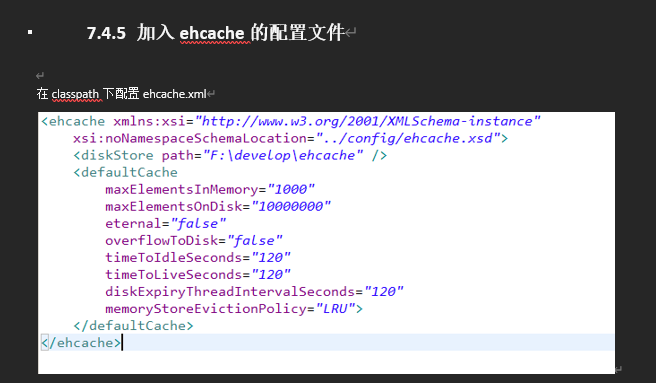 ▪ 7.4.5 加入 ehcache 的配置文件↵
↵
在 classpath 下配置 ehcache.xml↵
<ehcache xmlns:xsi="http://www.w3.org/2001/XMLSchema-instance"
    xsi:noNamespaceSchemaLocation="../config/ehcache.xsd">
    <diskStore path="F:\develop\ehcache" />
    <defaultCache
        maxElementsInMemory="1000"
        maxElementsOnDisk="10000000"
        eternal="false"
        overflowToDisk="false"
        timeToIdleSeconds="120"
        timeToLiveSeconds="120"
        diskExpiryThreadIntervalSeconds="120"
        memoryStoreEvictionPolicy="LRU">
    </defaultCache>
</ehcache>
↵